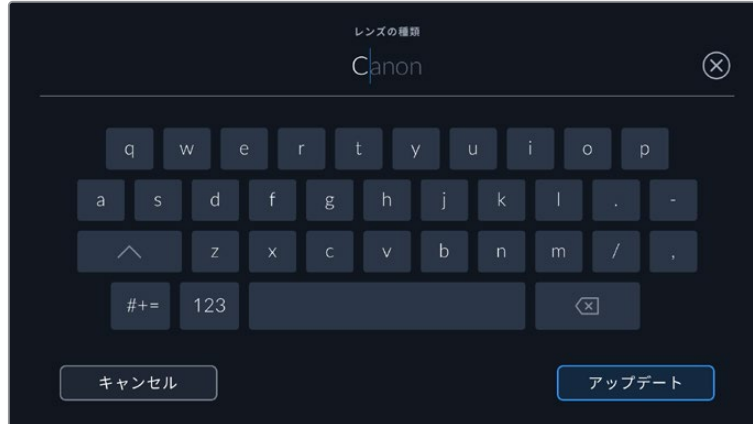 レンズの種類
Canon
q w e r t y u i o p
a s d f g h j k l . -
z x c v b n m / ,
#+= 123
キャンセル アップデート